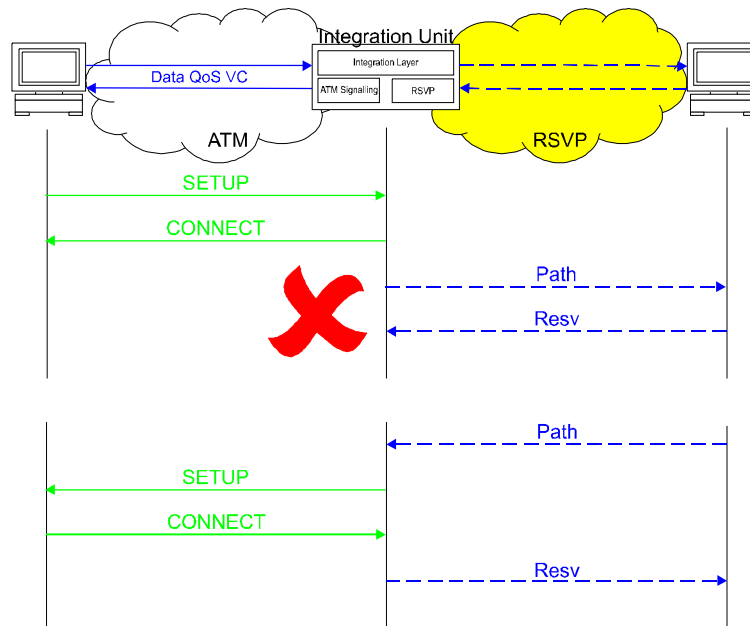 Integration Unit
Integration Layer
Data QoS VC
ATM Signalling
RSVP
ATM
RSVP
SETUP
CONNECT
Path
Resv
Path
SETUP
CONNECT
Resv